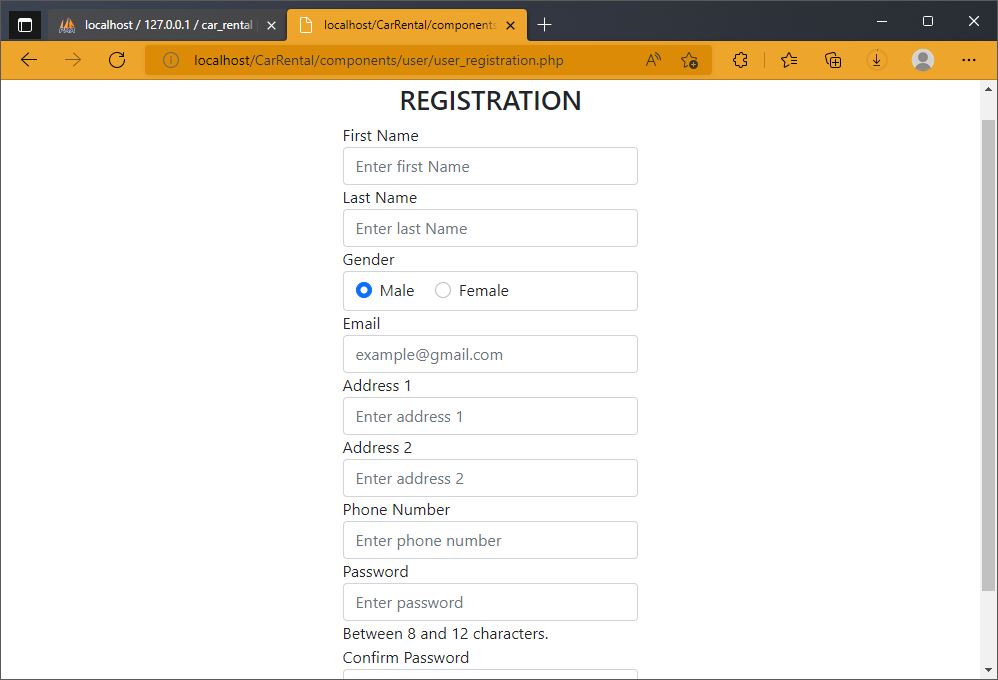 localhost / 127.0.0.1 / car_rental
localhost/CarRental/components
localhost/CarRental/components/user/user_registration.php
REGISTRATION
First Name
Enter first Name
Last Name
Enter last Name
Gender
Male Female
Email
example@gmail.com
Address 1
Enter address 1
Address 2
Enter address 2
Phone Number
Enter phone number
Password
Enter password
Between 8 and 12 characters.
Confirm Password